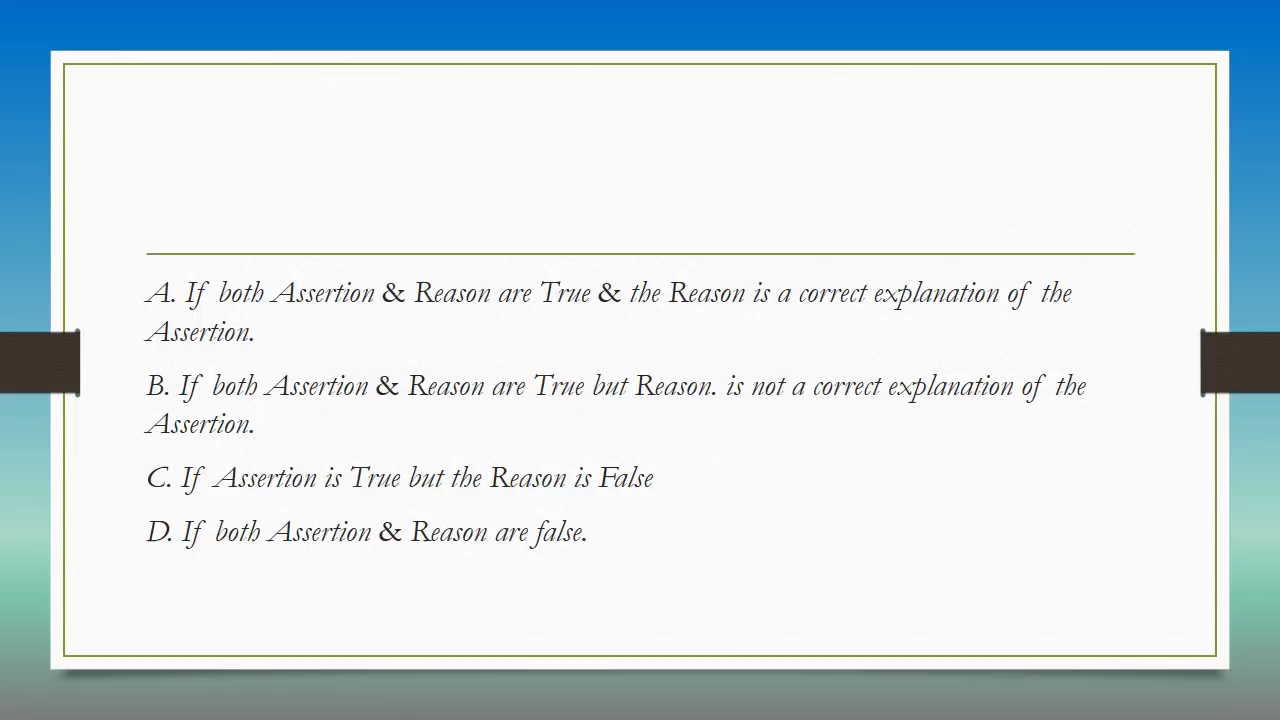 A. If both Assertion & Reason are True & the Reason is a correct explanation of the
Assertion.
B. If both Assertion & Reason are True but Reason. is not a correct explanation of the
Assertion.
C. If Assertion is True but the Reason is False
D. If both Assertion & Reason are false.